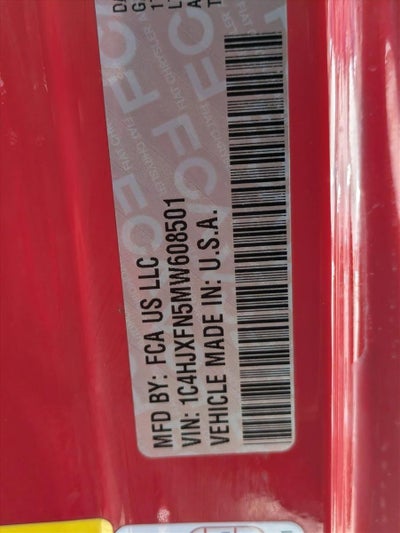 MFD BY: FCA US LLC
VIN: 1C4HJXFN5MW608501
VEHICLE MADE IN: U.S.A.